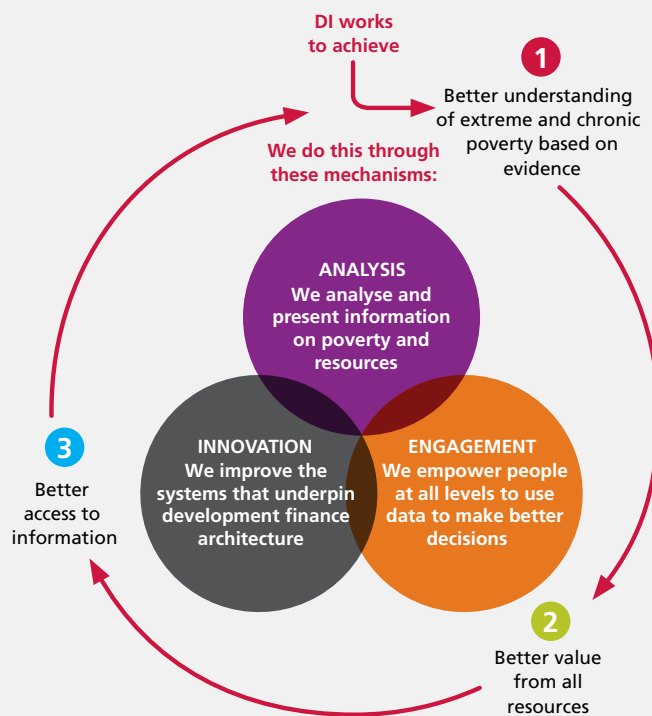 DI works
to achieve
1
Better understanding
of extreme and chronic
poverty based on
evidence
We do this through
these mechanisms:
ANALYSIS
We analyse and
present information
on poverty and
resources
INNOVATION
We improve the
systems that underpin
development finance
architecture
ENGAGEMENT
We empower people
at all levels to use
data to make better
decisions
2
Better value
from all
resources
3
Better
access to
information